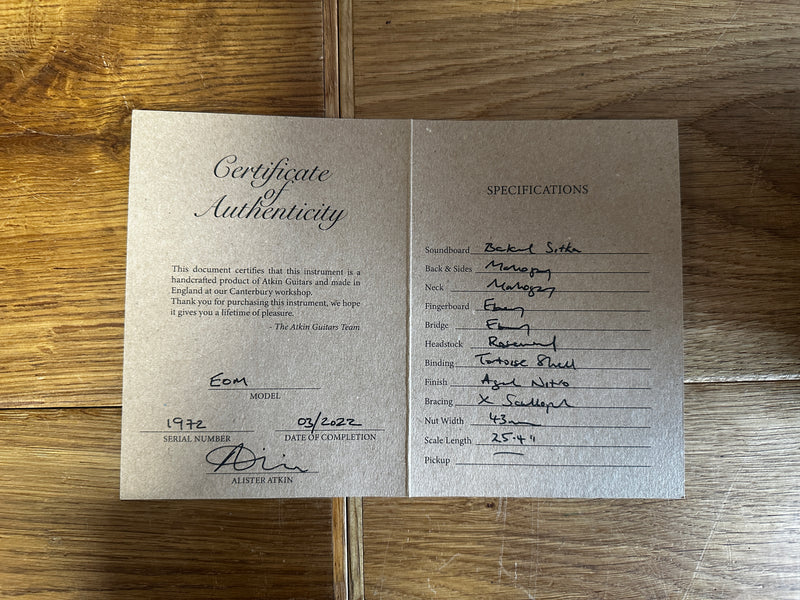 Certificate
of
Authenticity
This document certifies that this instrument is a
handcrafted product of Atkin Guitars and made in
England at our Canterbury workshop.
Thank you for purchasing this instrument, we hope
it gives you a lifetime of pleasure.
- The Atkin Guitars Team
EOM
MODEL
1972
SERIAL NUMBER
03/2022
DATE OF COMPLETION
ALISTER ATKIN
SPECIFICATIONS
Soundboard Baked Sitka
Back & Sides Mahogany
Neck Mahogany
Fingerboard Ebony
Bridge Ebony
Headstock Rosewood
Binding Tortoise Shell
Finish Aged Nitro
Bracing X Scalloped
Nut Width 43mm
Scale Length 25.4"
Pickup —